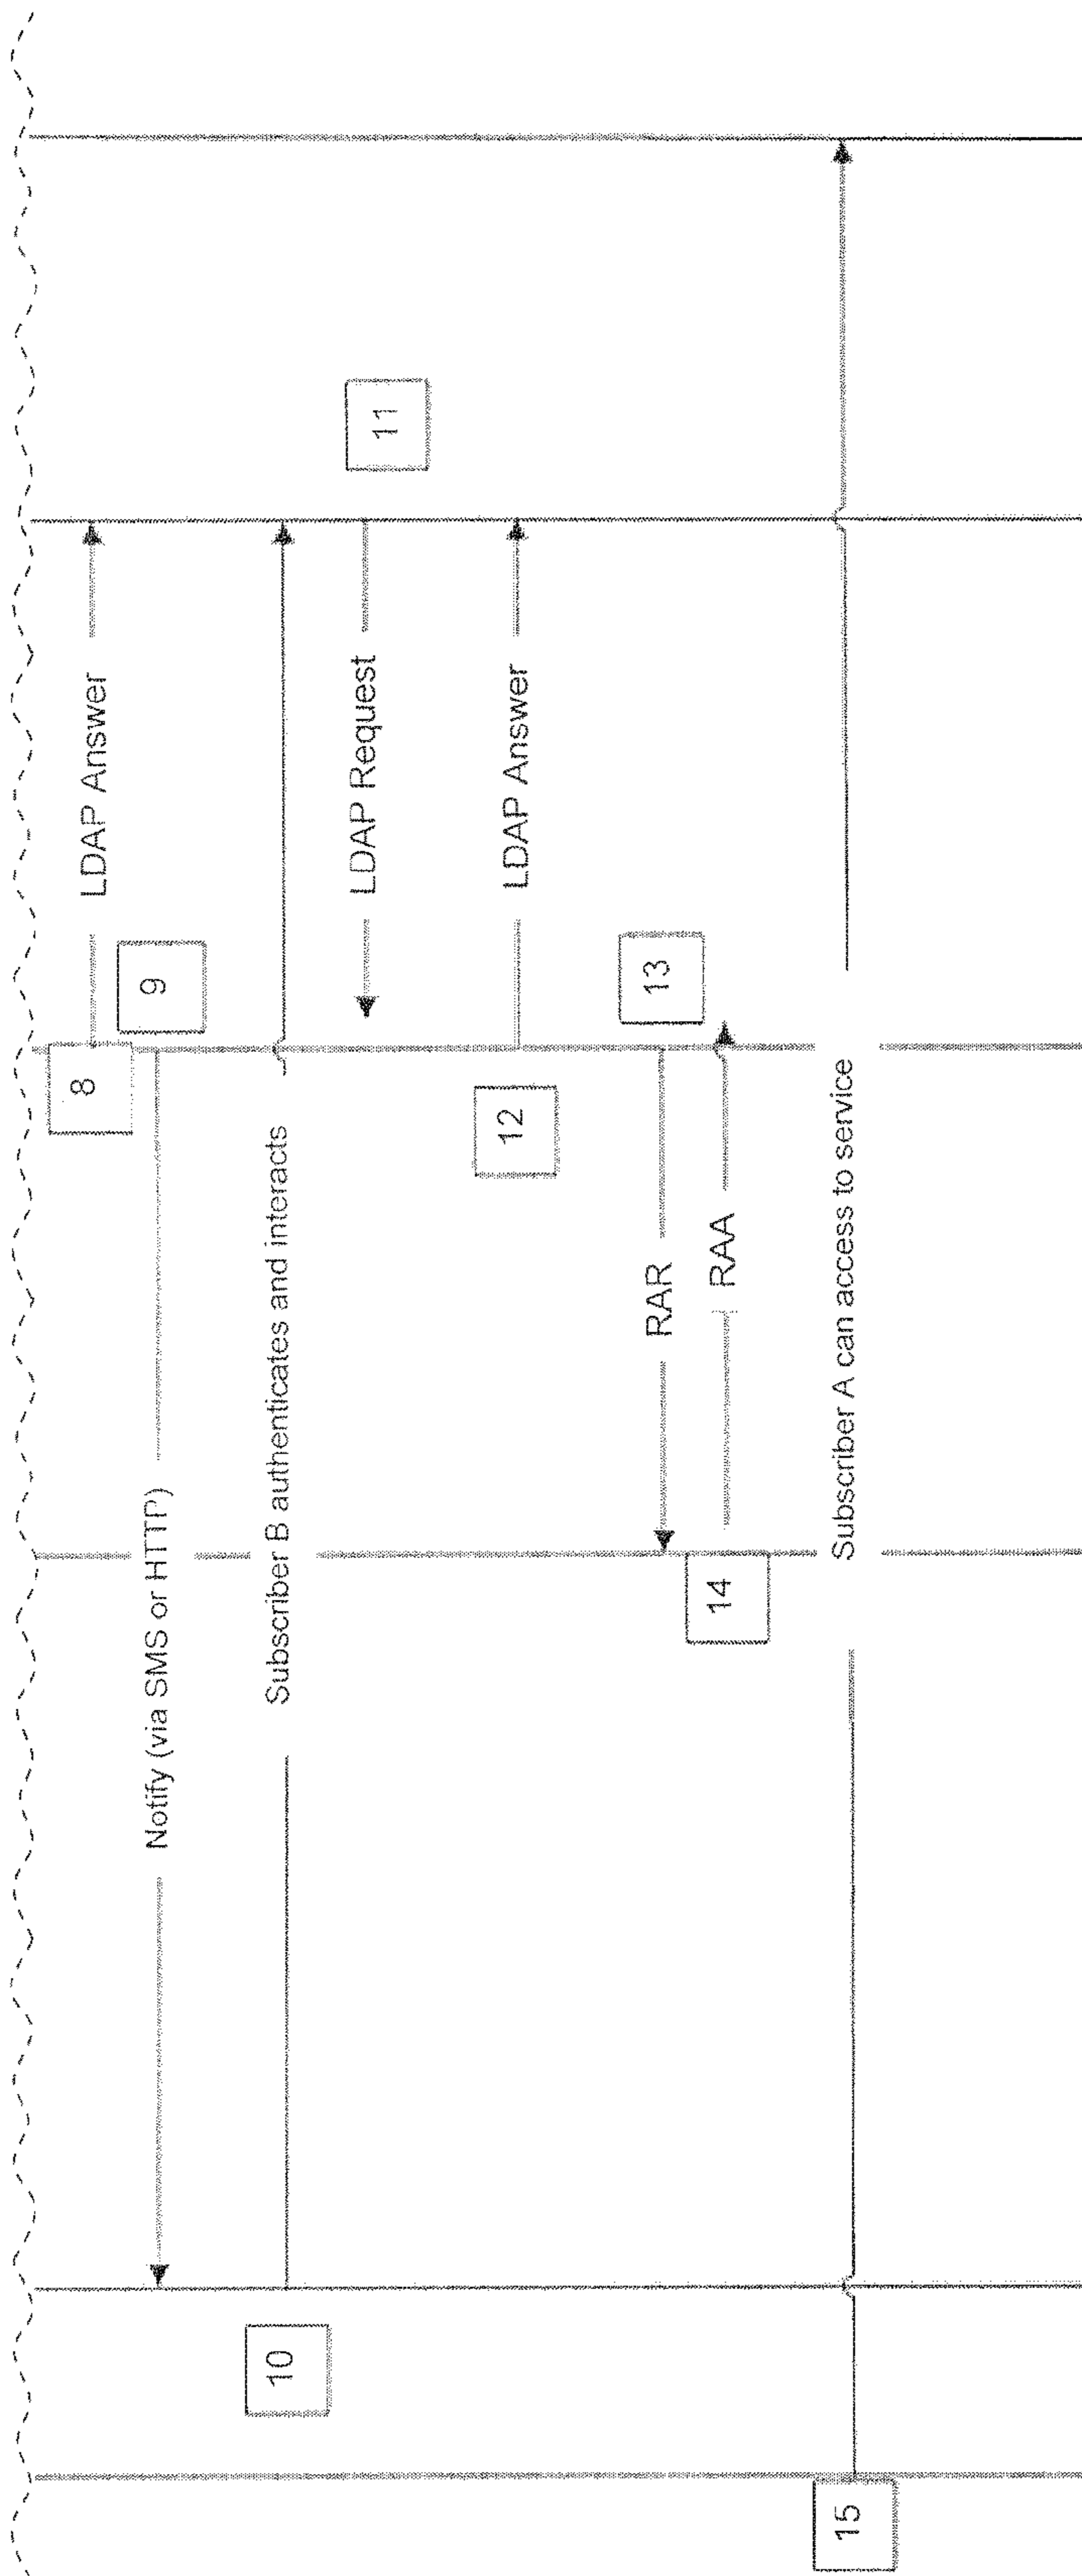 8
LDAP Answer
9
Notify (via SMS or HTTP)
10
Subscriber B authenticates and interacts
11
LDAP Request
12
LDAP Answer
13
RAR
14
RAA
15
Subscriber A can access to service